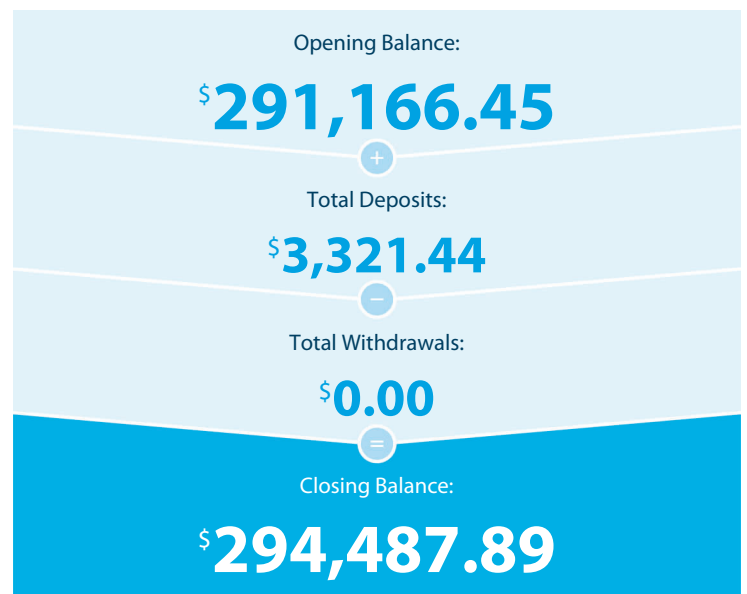 Opening Balance:
$291,166.45
+
Total Deposits:
$3,321.44
−
Total Withdrawals:
$0.00
=
Closing Balance:
$294,487.89